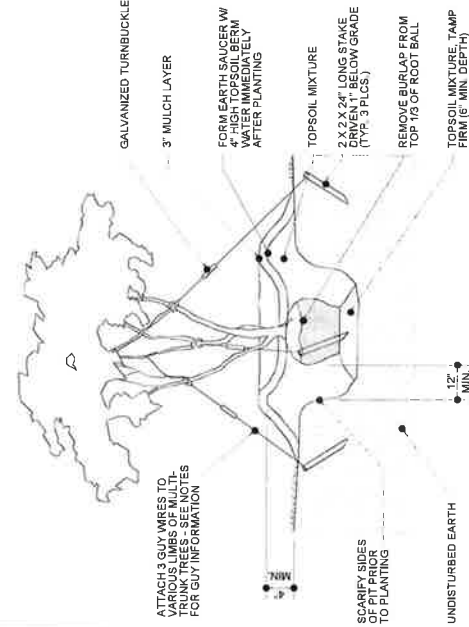 GALVANIZED TURNBUCKLE
3" MULCH LAYER
FORM EARTH SAUCER W/
4" HIGH TOPSOIL BERM
WATER IMMEDIATELY
AFTER PLANTING
TOPSOIL MIXTURE
2 X 2 X 24" LONG STAKE
DRIVEN 1" BELOW GRADE
(TYP. 3 PLCS.)
REMOVE BURLAP FROM
TOP 1/3 OF ROOT BALL
TOPSOIL MIXTURE, TAMP
FIRM (6" MIN. DEPTH)
ATTACH 3 GUY WIRES TO
VARIOUS LIMBS OF MULTI-
TRUNK TREES - SEE NOTES
FOR GUY INFORMATION
4"
MIN.
SCARIFY SIDES
OF PIT PRIOR
TO PLANTING
12"
MIN.
UNDISTURBED EARTH